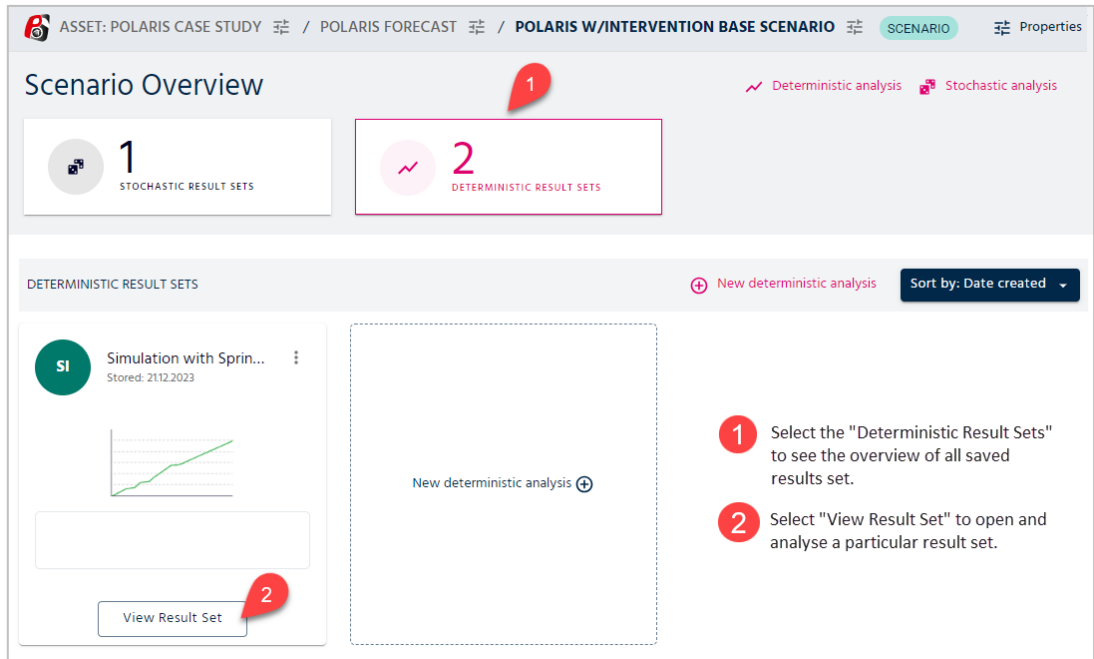 ASSET: POLARIS CASE STUDY / POLARIS FORECAST / POLARIS W/INTERVENTION BASE SCENARIO SCENARIO Properties
Scenario Overview
1
Deterministic analysis Stochastic analysis
1
STOCHASTIC RESULT SETS
2
DETERMINISTIC RESULT SETS
DETERMINISTIC RESULT SETS
New deterministic analysis
Sort by: Date created
SI
Simulation with Sprin...
Stored: 21.12.2023
New deterministic analysis
1 Select the "Deterministic Result Sets"
to see the overview of all saved
results set.
2 Select "View Result Set" to open and
analyse a particular result set.
2
View Result Set